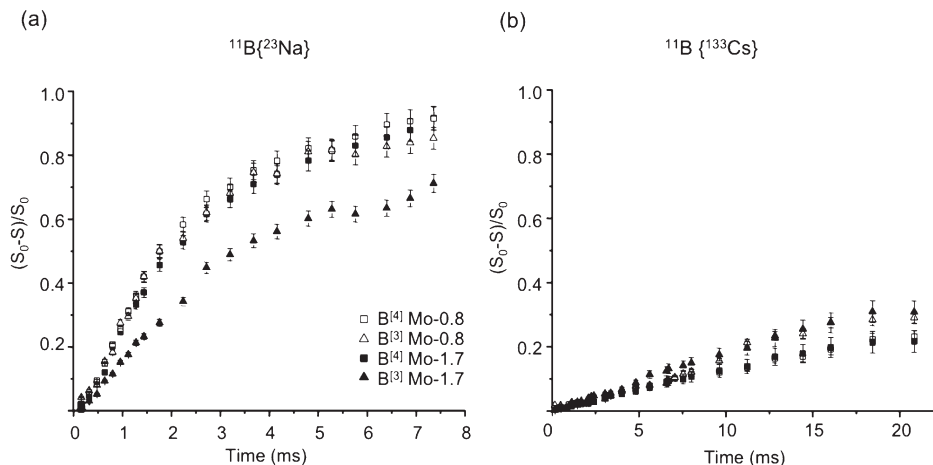 (a)
¹¹B{²³Na}
(S₀-S)/S₀
1.0
0.8
0.6
0.4
0.2
0 1 2 3 4 5 6 7 8
Time (ms)
□ B[4] Mo-0.8
△ B[3] Mo-0.8
■ B[4] Mo-1.7
▲ B[3] Mo-1.7
(b)
¹¹B {¹³³Cs}
(S₀-S)/S₀
1.0
0.8
0.6
0.4
0.2
0 5 10 15 20
Time (ms)